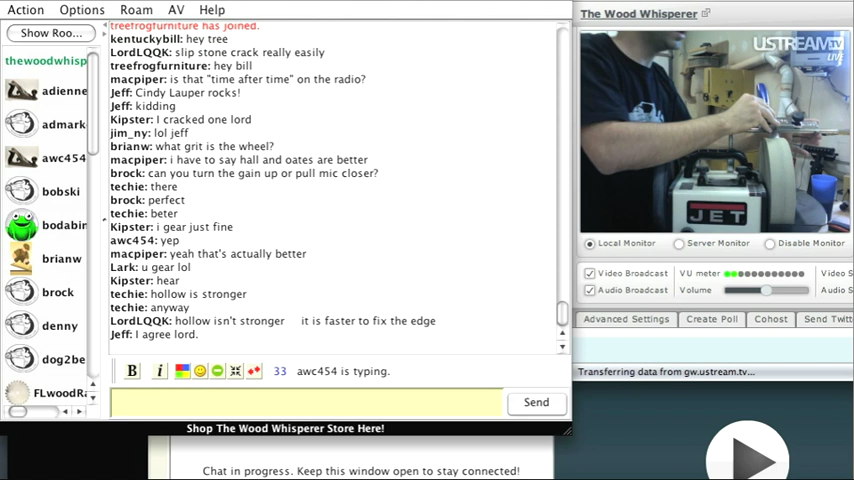 Action Options Roam AV Help
Show Roo...
thewoodwhisp
adienne
admark
awc454
bobski
bodabin
brianw
brock
denny
dog2be
FLwoodRa
treefrogfurniture has joined.
kentuckybill: hey tree
LordLQQK: slip stone crack really easily
treefrogfurniture: hey bill
macpiper: is that "time after time" on the radio?
Jeff: Cindy Lauper rocks!
Jeff: kidding
Kipster: I cracked one lord
jim_ny: lol jeff
brianw: what grit is the wheel?
macpiper: i have to say hall and oates are better
brock: can you turn the gain up or pull mic closer?
techie: there
brock: perfect
techie: beter
Kipster: i gear just fine
awc454: yep
macpiper: yeah that's actually better
Lark: u gear lol
Kipster: hear
techie: hollow is stronger
techie: anyway
LordLQQK: hollow isn't stronger it is faster to fix the edge
Jeff: I agree lord.
B i 33 awc454 is typing.
Send
Shop The Wood Whisperer Store Here!
Chat in progress. Keep this window open to stay connected!
The Wood Whisperer
USTREAM.TV
LIVE
JET
Local Monitor Server Monitor Disable Monitor
Video Broadcast VU meter Video S
Audio Broadcast Volume Audio S
Advanced Settings Create Poll Cohost Send Twitt
Transferring data from gw.ustream.tv...